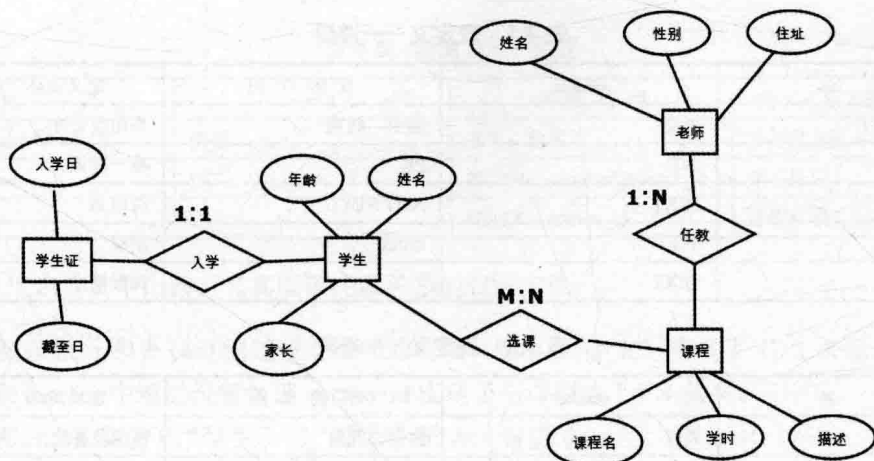 姓名
性别
住址
老师
入学日
年龄
姓名
1:N
1:1
任教
学生证
入学
学生
M:N
截至日
家长
选课
课程
课程名
学时
描述